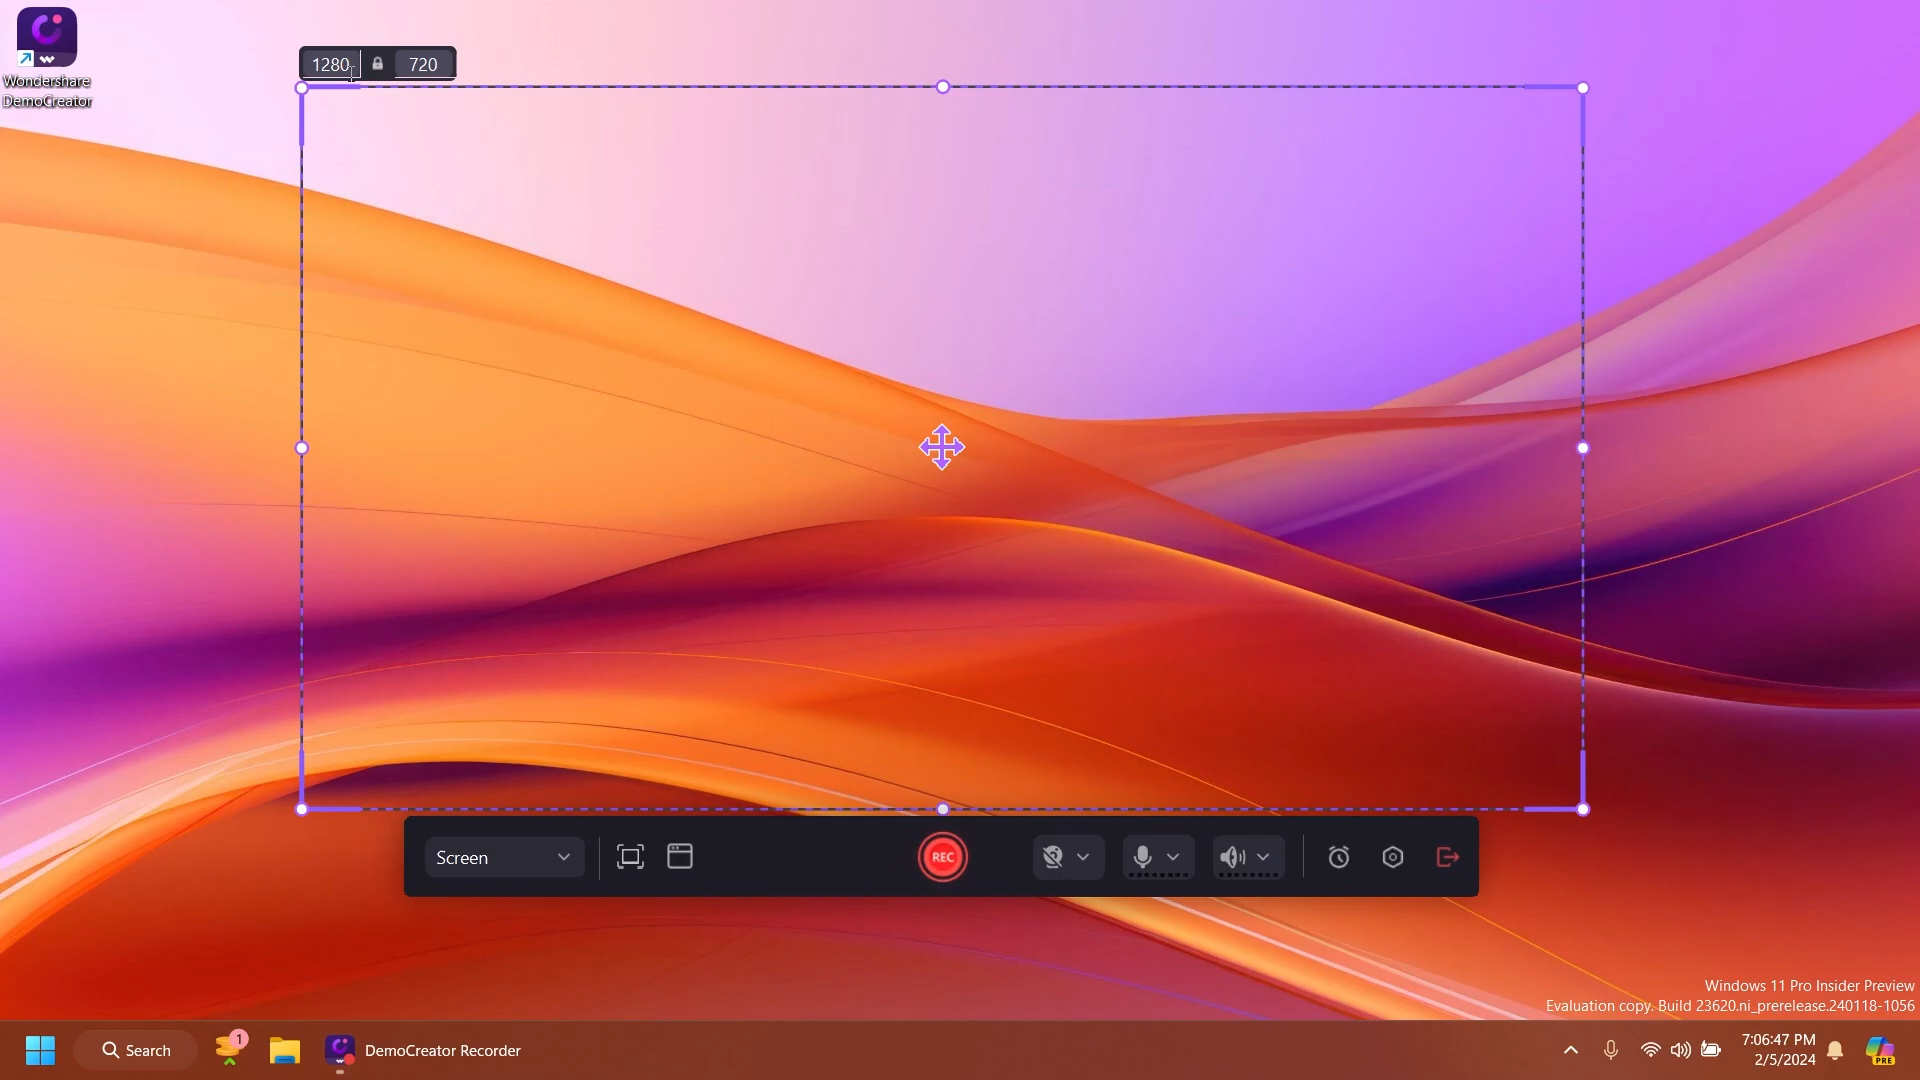 Wondershare
DemoCreator
1280 720
Screen
REC
Windows 11 Pro Insider Preview
Evaluation copy. Build 23620.ni_prerelease.240118-1056
Search
1
DemoCreator Recorder
7:06:47 PM
2/5/2024
PRE